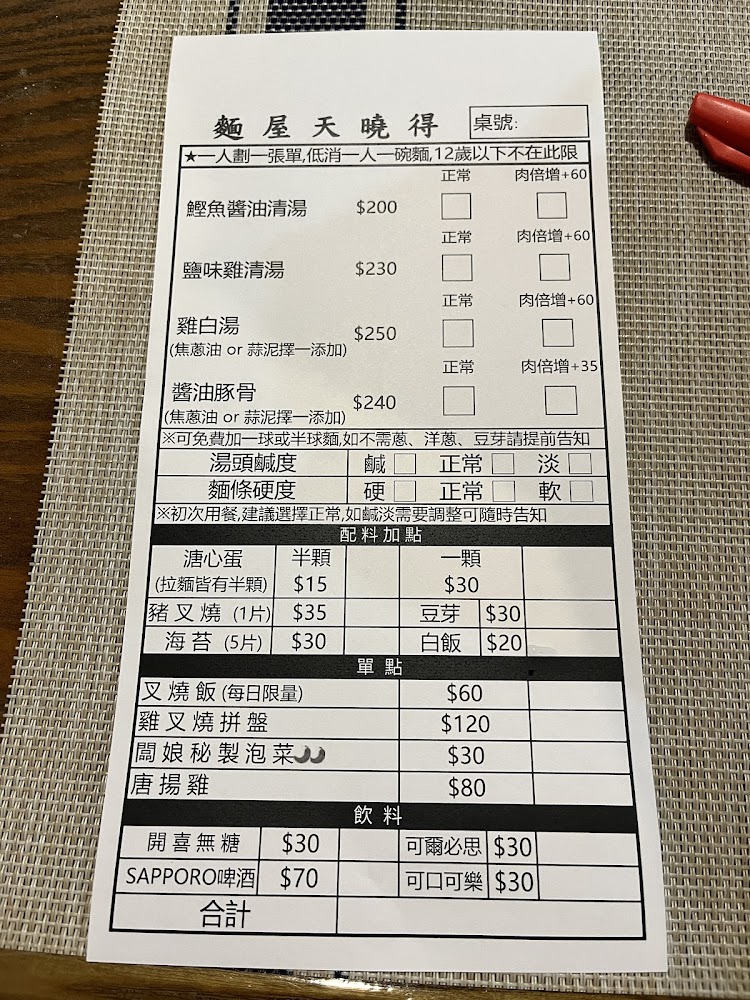 麵屋天曉得 桌號:
★一人劃一張單,低消一人一碗麵,12歲以下不在此限
正常 肉倍增+60
鰹魚醬油清湯 $200
正常 肉倍增+60
鹽味雞清湯 $230
正常 肉倍增+60
雞白湯 $250
(焦蔥油 or 蒜泥擇一添加)
正常 肉倍增+35
醬油豚骨 $240
(焦蔥油 or 蒜泥擇一添加)
※可免費加一球或半球麵,如不需蔥、洋蔥、豆芽請提前告知
湯頭鹹度 鹹 正常 淡
麵條硬度 硬 正常 軟
※初次用餐,建議選擇正常,如鹹淡需要調整可隨時告知
配料加點
溏心蛋 半顆 一顆
(拉麵皆有半顆) $15 $30
豬叉燒 (1片) $35 豆芽 $30
海苔 (5片) $30 白飯 $20
單點
叉燒飯 (每日限量) $60
雞叉燒拼盤 $120
闆娘秘製泡菜🌶🌶 $30
唐揚雞 $80
飲料
開喜無糖 $30 可爾必思 $30
SAPPORO啤酒 $70 可口可樂 $30
合計